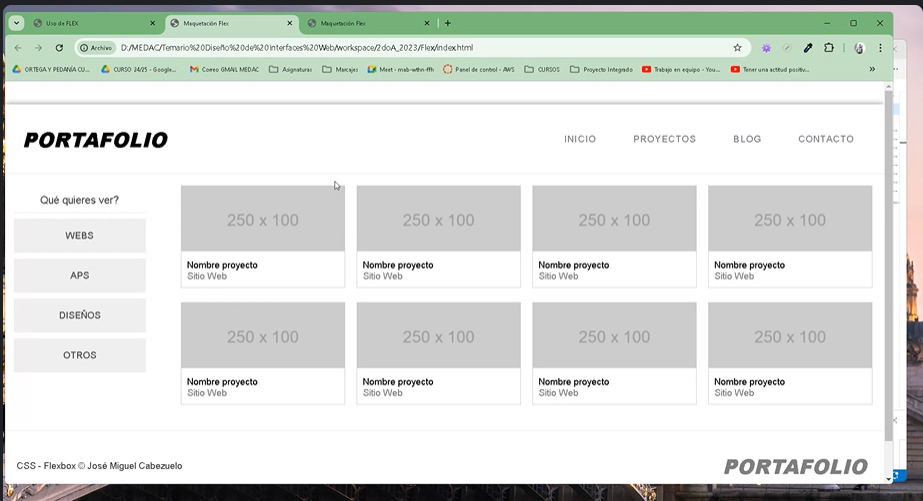 Uso de FLEX
Maquetación Flex
Maquetación Flex
Archivo
D:/MEDAC/Temario%20Diseño%20de%20Interfaces%20Web/workspace/2doA_2023/Flex/index.html
ORTEGA Y PEDANÍA CU...
CURSO 24/25 - Google...
Correo GMAIL MEDAC
Asignaturas
Marcajes
Meet - mab-wthn-ffh
Panel de control - AWS
CURSOS
Proyecto Integrado
Trabajo en equipo - You...
Tener una actitud positiv...
PORTAFOLIO
INICIO
PROYECTOS
BLOG
CONTACTO
Qué quieres ver?
WEBS
APS
DISEÑOS
OTROS
250 x 100
250 x 100
250 x 100
250 x 100
Nombre proyecto
Sitio Web
Nombre proyecto
Sitio Web
Nombre proyecto
Sitio Web
Nombre proyecto
Sitio Web
250 x 100
250 x 100
250 x 100
250 x 100
Nombre proyecto
Sitio Web
Nombre proyecto
Sitio Web
Nombre proyecto
Sitio Web
Nombre proyecto
Sitio Web
CSS - Flexbox © José Miguel Cabezuelo
PORTAFOLIO